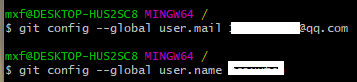 mxf@DESKTOP-HUS2SC8 MINGW64 /
$ git config --global user.mail @qq.com
mxf@DESKTOP-HUS2SC8 MINGW64 /
$ git config --global user.name